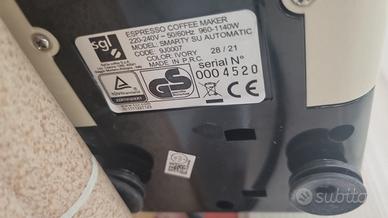 sgl
ESPRESSO COFFEE MAKER
220-240V ~ 50/60Hz 960-1140W
MODEL: SMARTY SU AUTOMATIC
CODE: 9J0007
COLOR: IVORY 28 / 21
MADE IN P.R.C.
serial N°
0004520
TÜV
CE
subito